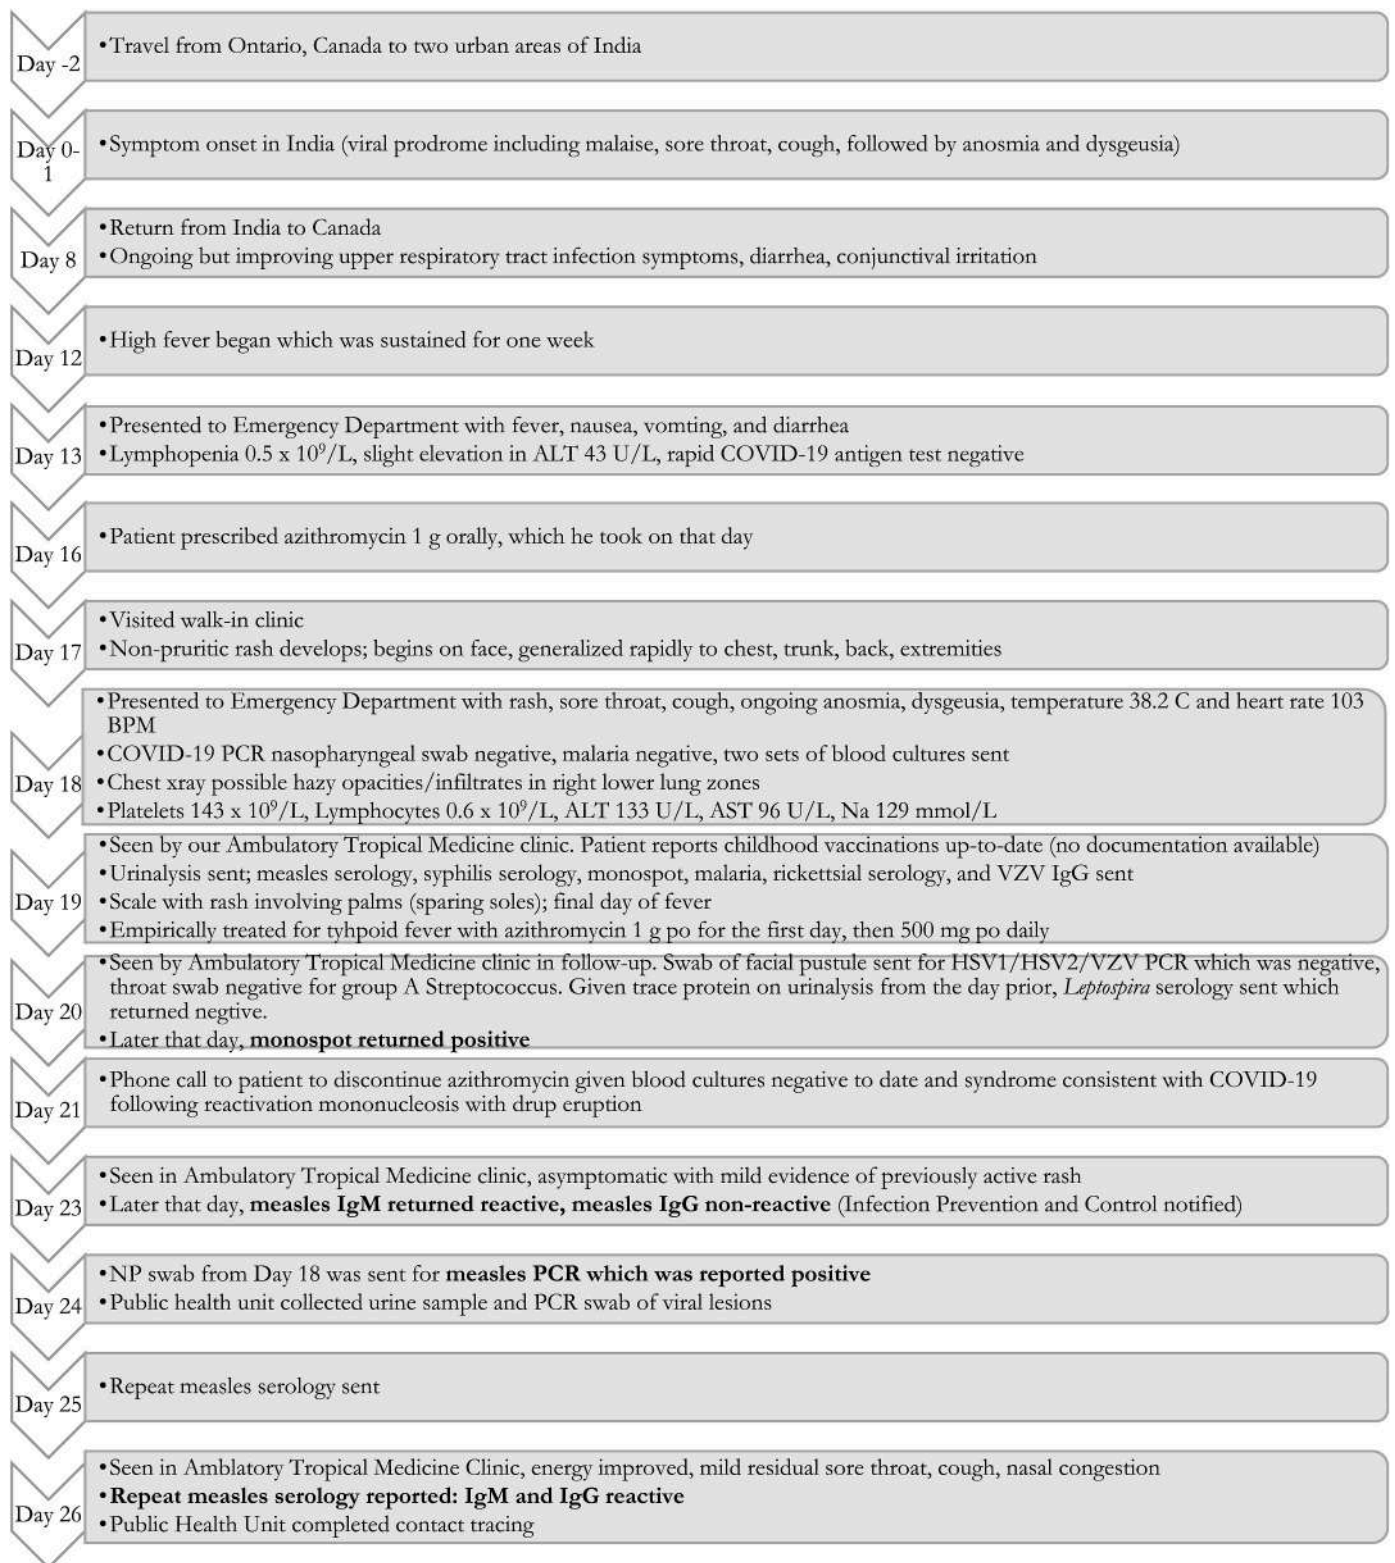 Day -2
•Travel from Ontario, Canada to two urban areas of India
Day 0-
1
•Symptom onset in India (viral prodrome including malaise, sore throat, cough, followed by anosmia and dysgeusia)
Day 8
•Return from India to Canada
•Ongoing but improving upper respiratory tract infection symptoms, diarrhea, conjunctival irritation
Day 12
•High fever began which was sustained for one week
Day 13
•Presented to Emergency Department with fever, nausea, vomting, and diarrhea
•Lymphopenia 0.5 x 10⁹/L, slight elevation in ALT 43 U/L, rapid COVID-19 antigen test negative
Day 16
•Patient prescribed azithromycin 1 g orally, which he took on that day
Day 17
•Visited walk-in clinic
•Non-pruritic rash develops; begins on face, generalized rapidly to chest, trunk, back, extremities
Day 18
•Presented to Emergency Department with rash, sore throat, cough, ongoing anosmia, dysgeusia, temperature 38.2 C and heart rate 103
BPM
•COVID-19 PCR nasopharyngeal swab negative, malaria negative, two sets of blood cultures sent
•Chest xray possible hazy opacities/infiltrates in right lower lung zones
•Platelets 143 x 10⁹/L, Lymphocytes 0.6 x 10⁹/L, ALT 133 U/L, AST 96 U/L, Na 129 mmol/L
Day 19
•Seen by our Ambulatory Tropical Medicine clinic. Patient reports childhood vaccinations up-to-date (no documentation available)
•Urinalysis sent; measles serology, syphilis serology, monospot, malaria, rickettsial serology, and VZV IgG sent
•Scale with rash involving palms (sparing soles); final day of fever
•Empirically treated for tyhpoid fever with azithromycin 1 g po for the first day, then 500 mg po daily
Day 20
•Seen by Ambulatory Tropical Medicine clinic in follow-up. Swab of facial pustule sent for HSV1/HSV2/VZV PCR which was negative,
throat swab negative for group A Streptococcus. Given trace protein on urinalysis from the day prior, Leptospira serology sent which
returned negtive.
•Later that day, monospot returned positive
Day 21
•Phone call to patient to discontinue azithromycin given blood cultures negative to date and syndrome consistent with COVID-19
following reactivation mononucleosis with drup eruption
Day 23
•Seen in Ambulatory Tropical Medicine clinic, asymptomatic with mild evidence of previously active rash
•Later that day, measles IgM returned reactive, measles IgG non-reactive (Infection Prevention and Control notified)
Day 24
•NP swab from Day 18 was sent for measles PCR which was reported positive
•Public health unit collected urine sample and PCR swab of viral lesions
Day 25
•Repeat measles serology sent
Day 26
•Seen in Amblatory Tropical Medicine Clinic, energy improved, mild residual sore throat, cough, nasal congestion
•Repeat measles serology reported: IgM and IgG reactive
•Public Health Unit completed contact tracing